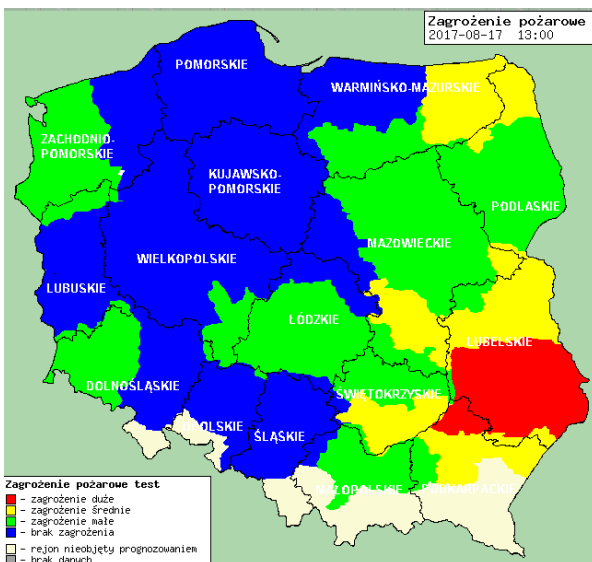 Zagrożenie pożarowe
2017-08-17 13:00
POMORSKIE
WARMIŃSKO-MAZURSKIE
ZACHODNIO-
POMORSKIE
KUJAWSKO-
POMORSKIE
PODLASKIE
MAZOWIECKIE
WIELKOPOLSKIE
LUBUSKIE
ŁÓDZKIE
LUBELSKIE
DOLNOŚLĄSKIE
ŚWIĘTOKRZYSKIE
OPOLSKIE
ŚLĄSKIE
MAŁOPOLSKIE
PODKARPACKIE
Zagrożenie pożarowe test
- zagrożenie duże
- zagrożenie średnie
- zagrożenie małe
- brak zagrożenia
- rejon nieobjęty prognozowaniem
- brak danych